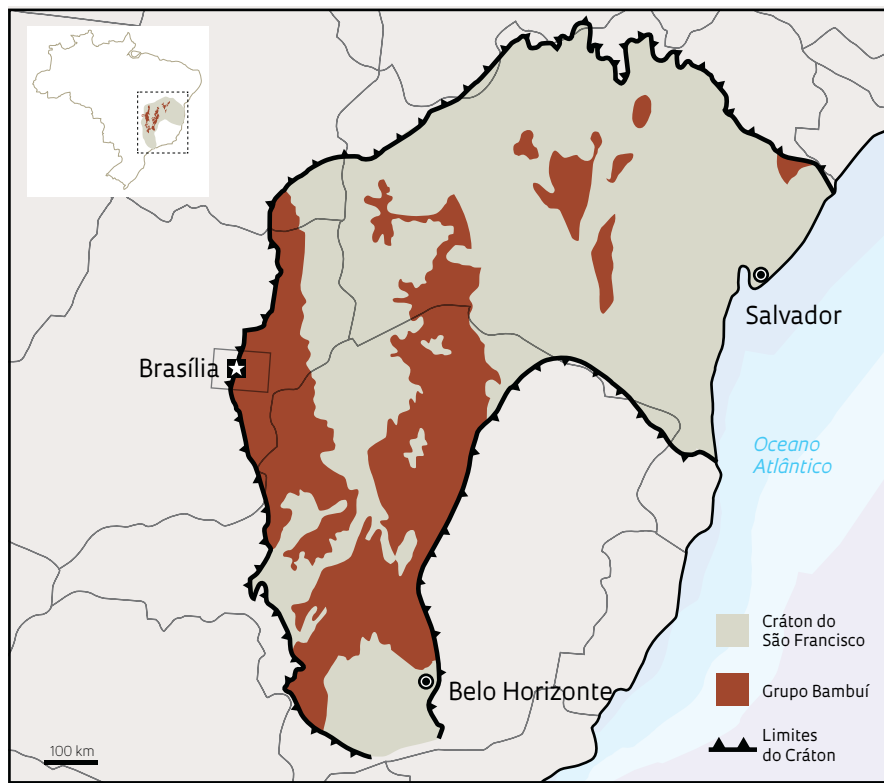 Salvador
Brasília
Oceano
Atlântico
Cráton do
São Francisco
Belo Horizonte
Grupo Bambuí
Limites
do Cráton
100 km